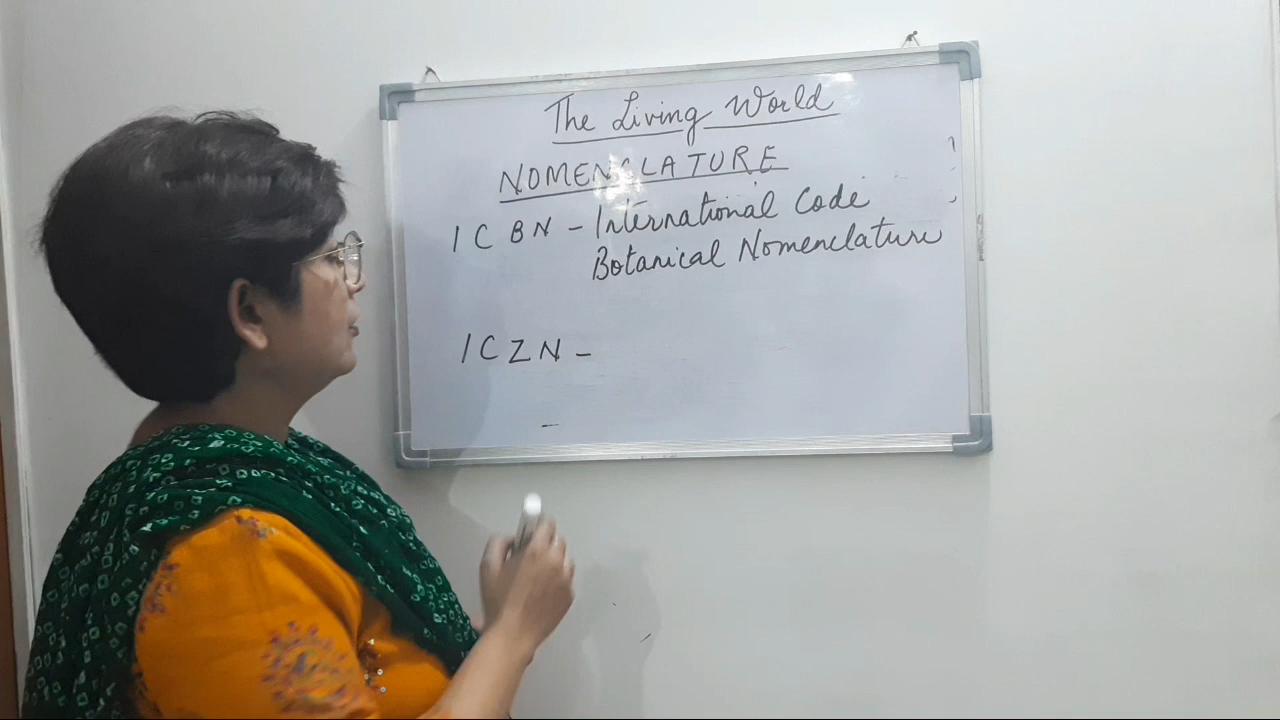 The Living World
NOMENCLATURE
ICBN - International Code
Botanical Nomenclature
ICZN -